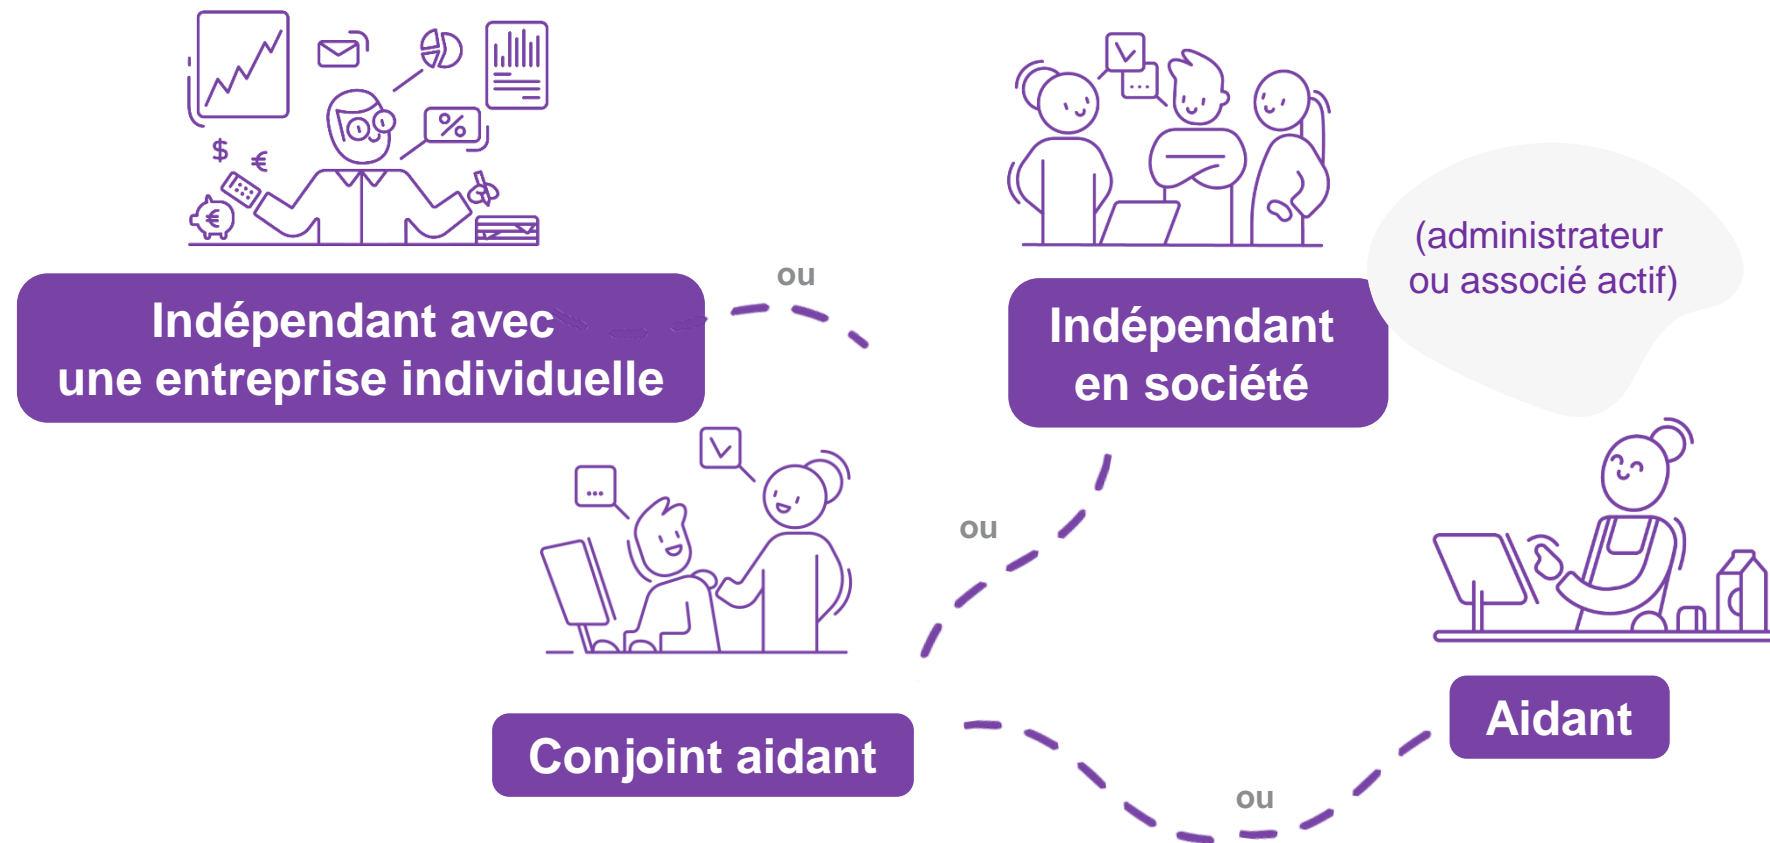 $
€
%
€
...
ou
(administrateur
ou associé actif)
Indépendant avec
une entreprise individuelle
Indépendant
en société
...
ou
Conjoint aidant
Aidant
ou